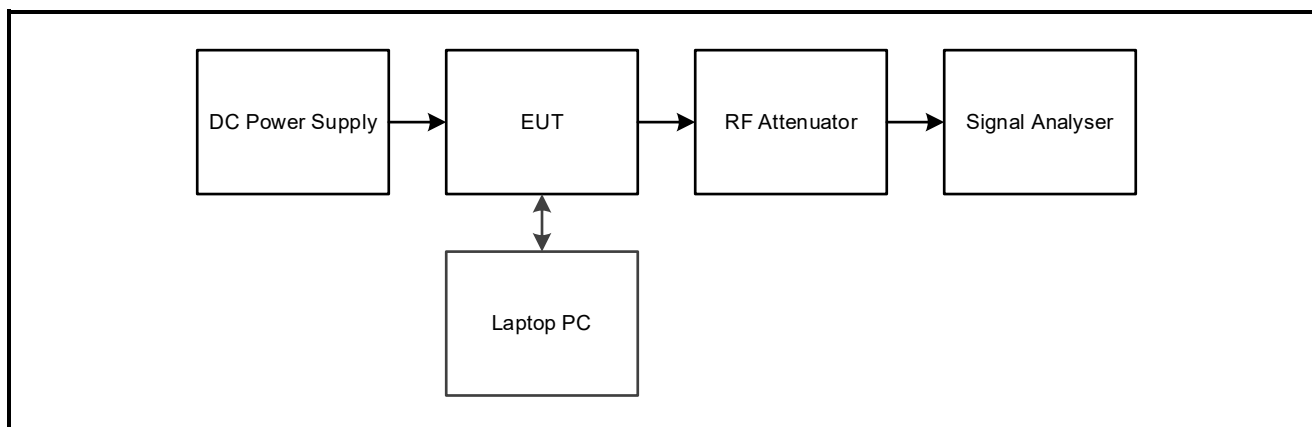 DC Power Supply
EUT
RF Attenuator
Signal Analyser
Laptop PC